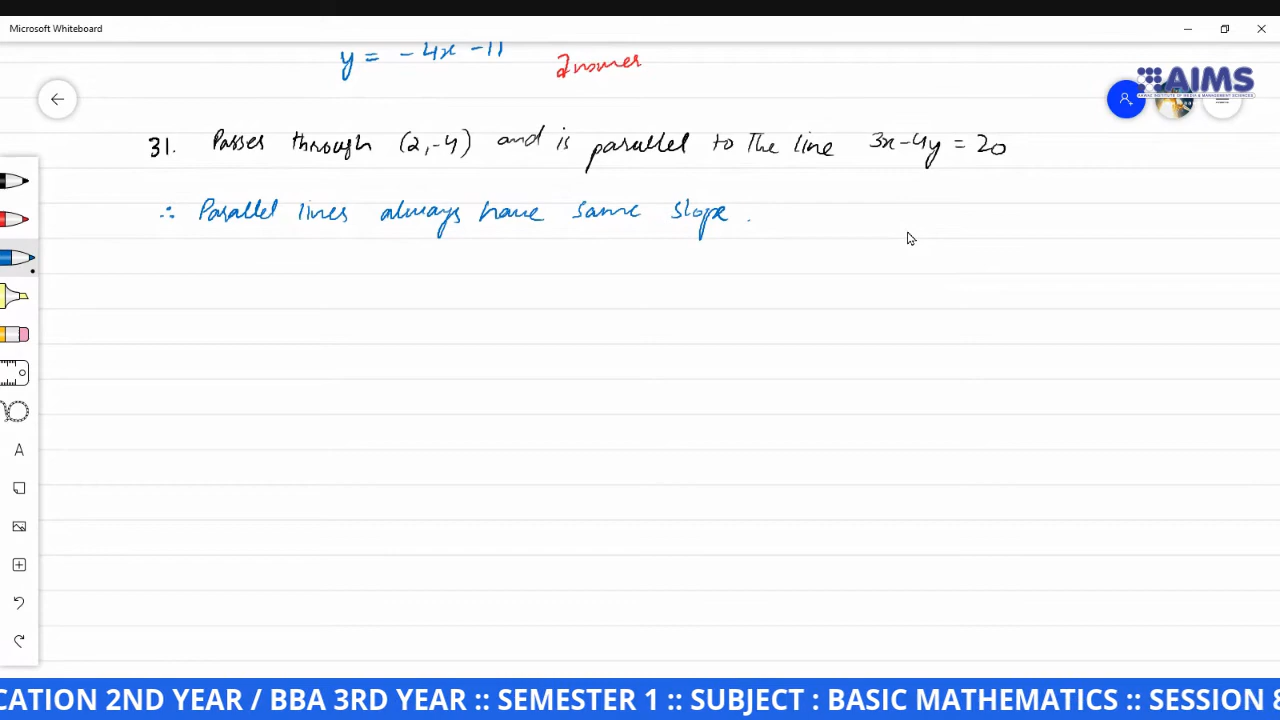 Microsoft Whiteboard
y = -4x -11
Answer
AIMS
31. Passes through (2,-4) and is parallel to the line 3x-4y = 20
∴ Parallel lines always have same slope.
A
CATION 2ND YEAR / BBA 3RD YEAR :: SEMESTER 1 :: SUBJECT : BASIC MATHEMATICS :: SESSION 8